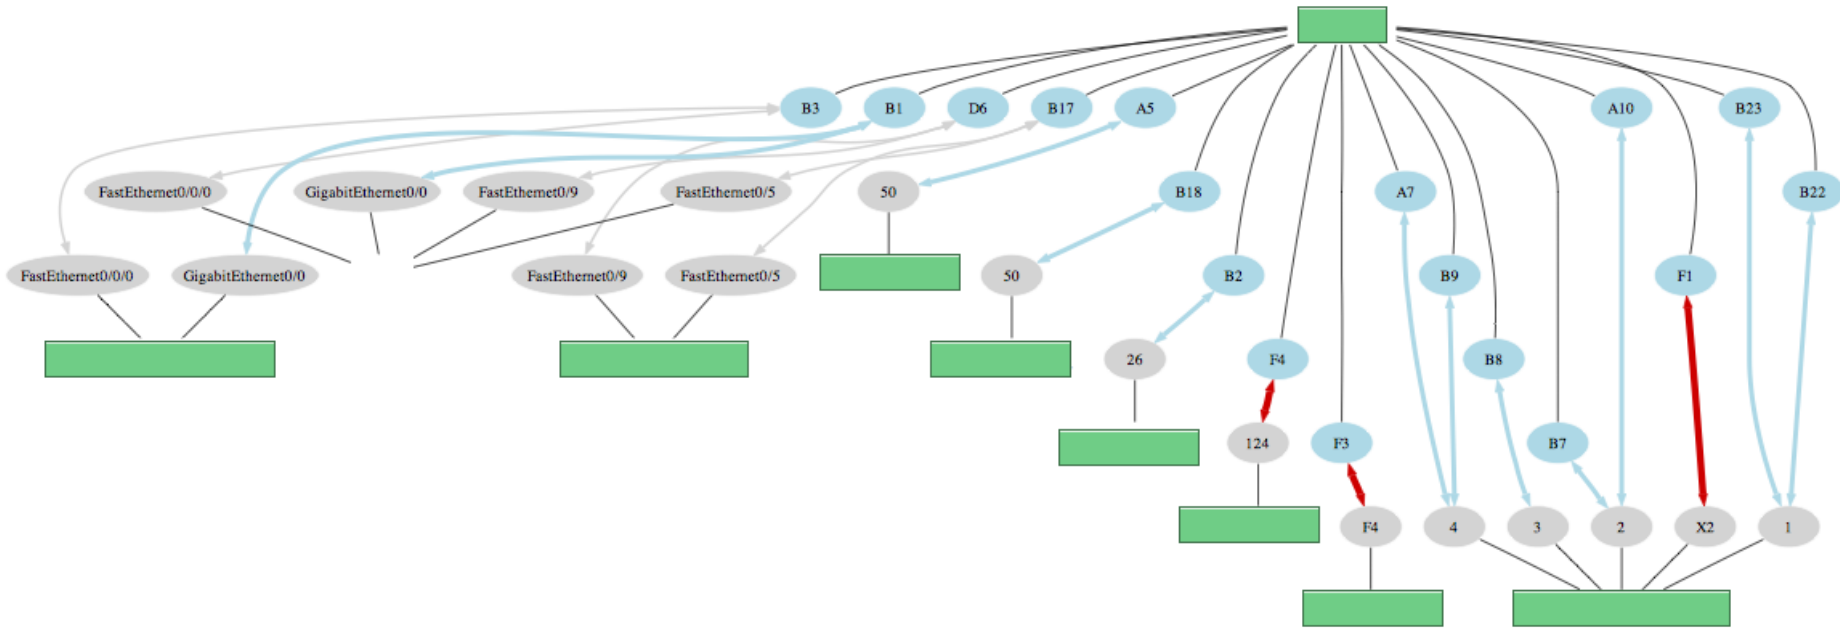 B3
B1
D6
B17
A5
A10
B23
FastEthernet0/0/0
GigabitEthernet0/0
FastEthernet0/9
FastEthernet0/5
50
B18
A7
B22
FastEthernet0/0/0
GigabitEthernet0/0
FastEthernet0/9
FastEthernet0/5
50
B2
B9
F1
26
F4
B8
124
F3
B7
F4
4
3
2
X2
1